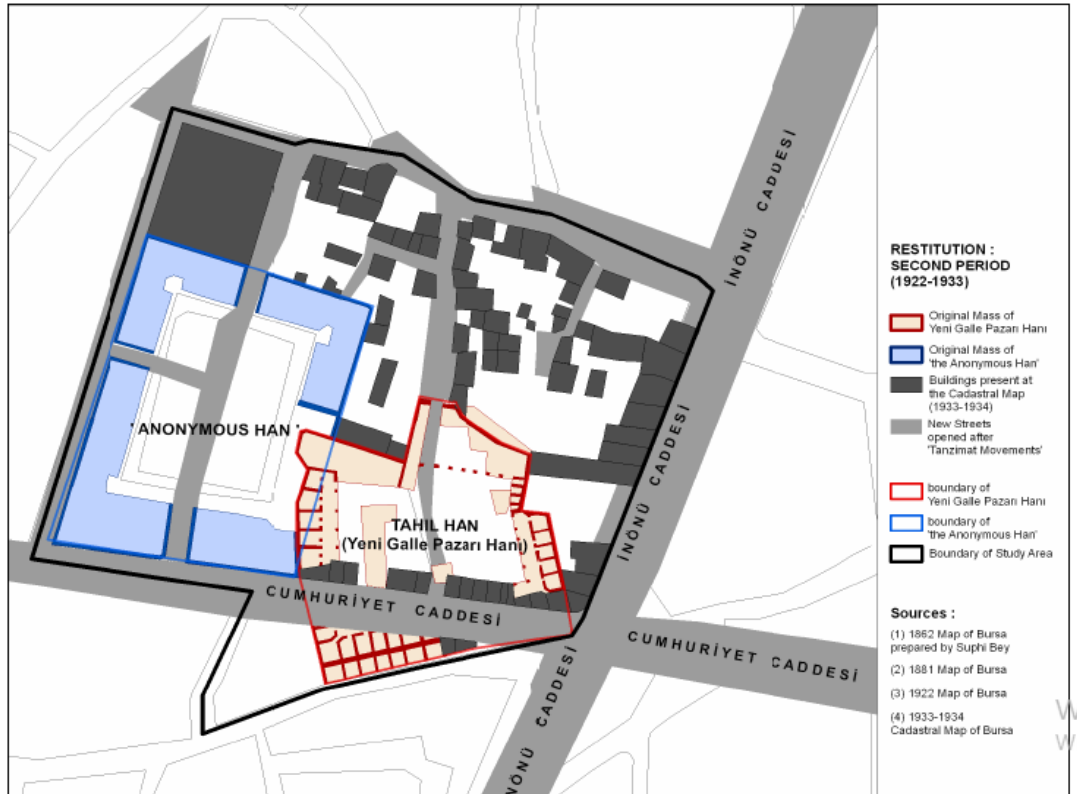 İNÖNÜ CADDESİ
' ANONYMOUS HAN '
TAHIL HAN
(Yeni Galle Pazarı Hanı)
İNÖNÜ CADDESİ
CUMHURİYET CADDESİ
CUMHURİYET CADDESİ
İNÖNÜ CADDESİ
RESTITUTION :
SECOND PERIOD
(1922-1933)
Original Mass of
Yeni Galle Pazarı Hanı
Original Mass of
'the Anonymous Han'
Buildings present at
the Cadastral Map
(1933-1934)
New Streets
opened after
'Tanzimat Movements'
boundary of
Yeni Galle Pazarı Hanı
boundary of
'the Anonymous Han'
Boundary of Study Area
Sources :
(1) 1862 Map of Bursa
prepared by Suphi Bey
(2) 1881 Map of Bursa
(3) 1922 Map of Bursa
(4) 1933-1934
Cadastral Map of Bursa